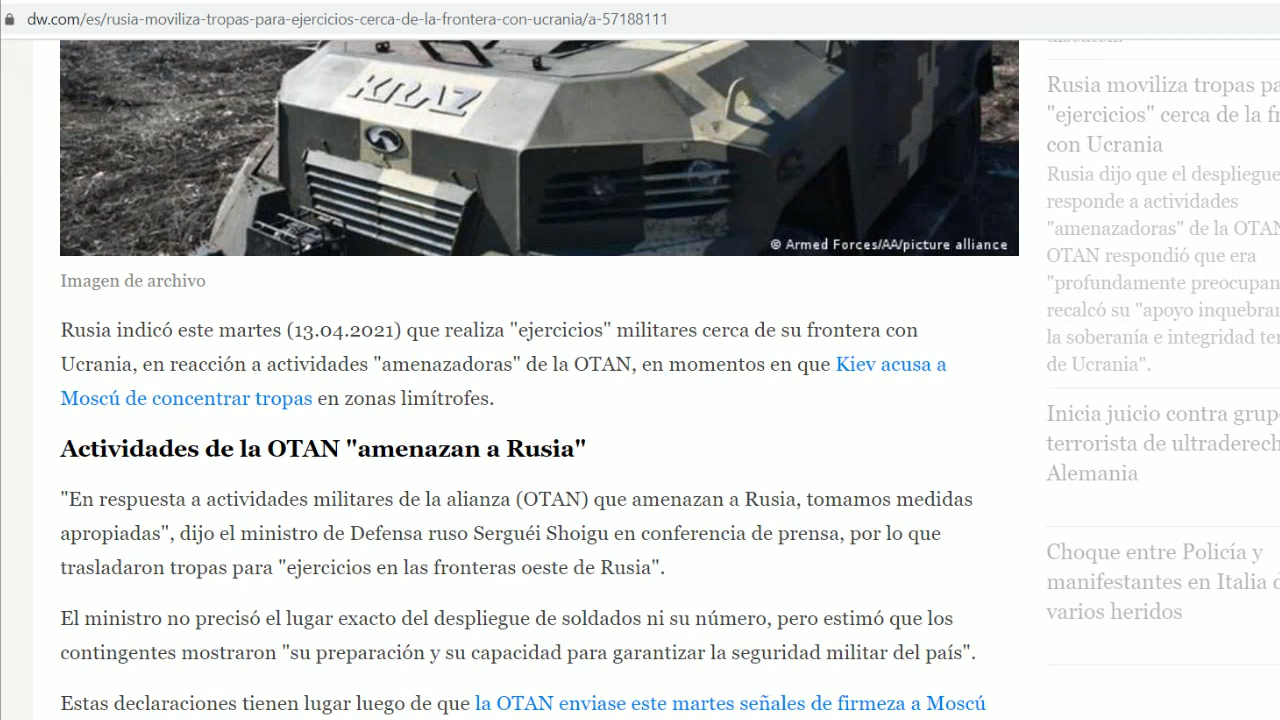 dw.com/es/rusia-moviliza-tropas-para-ejercicios-cerca-de-la-frontera-con-ucrania/a-57188111
KRAZ
© Armed Forces/AA/picture alliance
Imagen de archivo
Rusia indicó este martes (13.04.2021) que realiza "ejercicios" militares cerca de su frontera con
Ucrania, en reacción a actividades "amenazadoras" de la OTAN, en momentos en que Kiev acusa a
Moscú de concentrar tropas en zonas limítrofes.
Actividades de la OTAN "amenazan a Rusia"
"En respuesta a actividades militares de la alianza (OTAN) que amenazan a Rusia, tomamos medidas
apropiadas", dijo el ministro de Defensa ruso Serguéi Shoigu en conferencia de prensa, por lo que
trasladaron tropas para "ejercicios en las fronteras oeste de Rusia".
El ministro no precisó el lugar exacto del despliegue de soldados ni su número, pero estimó que los
contingentes mostraron "su preparación y su capacidad para garantizar la seguridad militar del país".
Estas declaraciones tienen lugar luego de que la OTAN enviase este martes señales de firmeza a Moscú
Rusia moviliza tropas pa
"ejercicios" cerca de la f
con Ucrania
Rusia dijo que el despliegue
responde a actividades
"amenazadoras" de la OTAN
OTAN respondió que era
"profundamente preocupan
recalcó su "apoyo inquebran
la soberanía e integridad te
de Ucrania".
Inicia juicio contra grup
terrorista de ultraderech
Alemania
Choque entre Policía y
manifestantes en Italia d
varios heridos